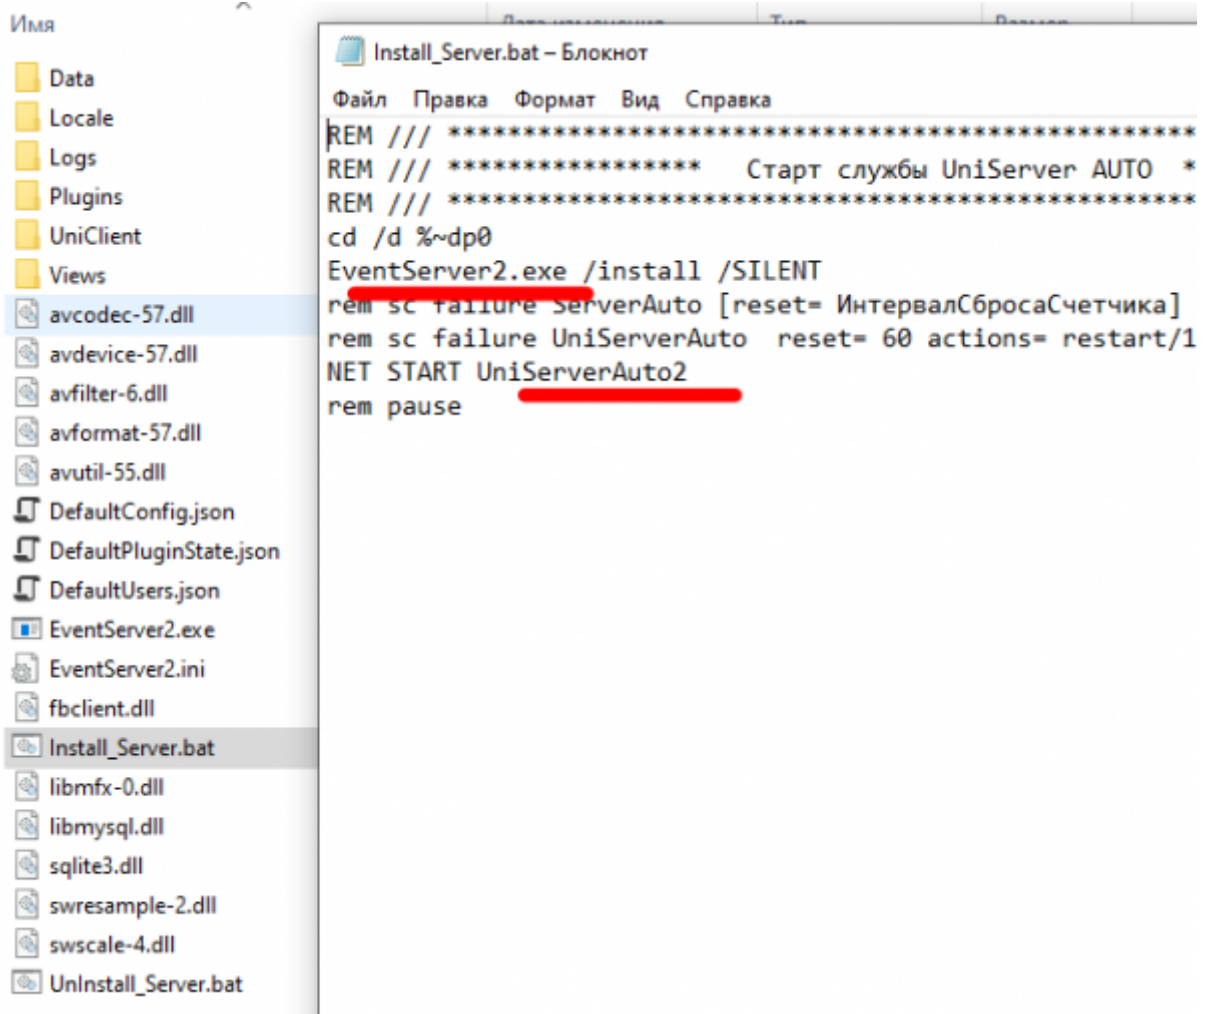 Имя
Дата изменения
Тип
Размер
Data
Locale
Logs
Plugins
UniClient
Views
avcodec-57.dll
avdevice-57.dll
avfilter-6.dll
avformat-57.dll
avutil-55.dll
DefaultConfig.json
DefaultPluginState.json
DefaultUsers.json
EventServer2.exe
EventServer2.ini
fbclient.dll
Install_Server.bat
libmfx-0.dll
libmysql.dll
sqlite3.dll
swresample-2.dll
swscale-4.dll
UnInstall_Server.bat
Install_Server.bat – Блокнот
Файл Правка Формат Вид Справка
REM /// **************************************************
REM /// ***************** Старт службы UniServer AUTO *
REM /// **************************************************
cd /d %~dp0
EventServer2.exe /install /SILENT
rem sc failure ServerAuto [reset= ИнтервалСбросаСчетчика]
rem sc failure UniServerAuto reset= 60 actions= restart/1
NET START UniServerAuto2
rem pause